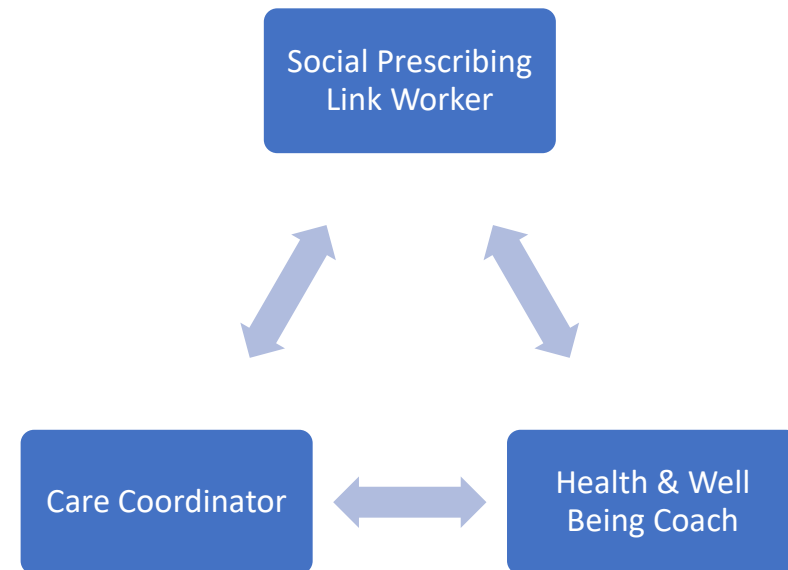 Social Prescribing
Link Worker
Care Coordinator
Health & Well
Being Coach